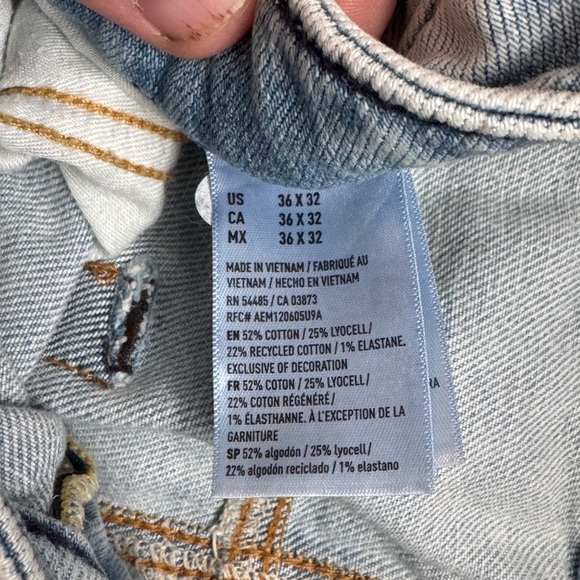 US 36 X 32
CA 36 X 32
MX 36 X 32
MADE IN VIETNAM / FABRIQUÉ AU
VIETNAM / HECHO EN VIETNAM
RN 54485 / CA 03873
RFC# AEM120605U9A
EN 52% COTTON / 25% LYOCELL /
22% RECYCLED COTTON / 1% ELASTANE.
EXCLUSIVE OF DECORATION
FR 52% COTON / 25% LYOCELL /
22% COTON RÉGÉNÉRÉ /
1% ÉLASTHANNE. À L'EXCEPTION DE LA
GARNITURE
SP 52% algodón / 25% lyocell /
22% algodón reciclado / 1% elastano
RA